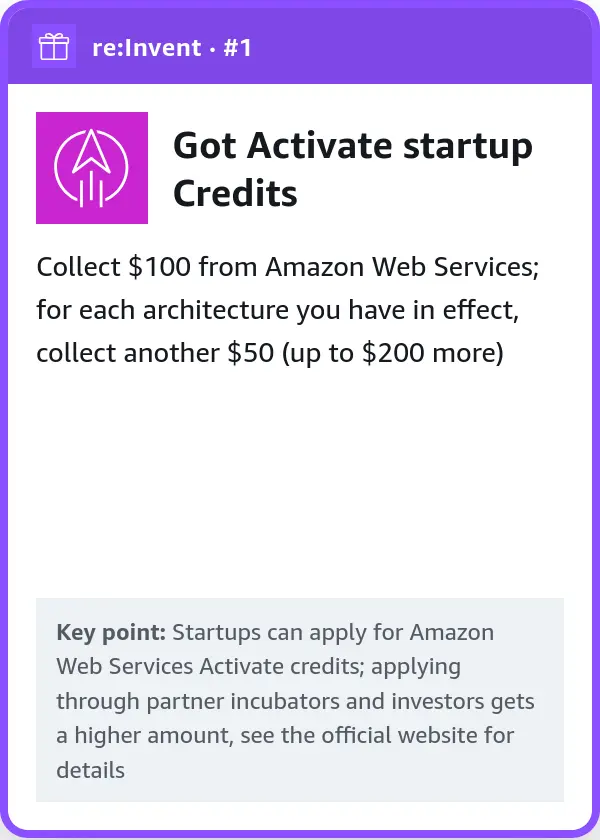 re:Invent · #1
Got Activate startup
Credits
Collect $100 from Amazon Web Services;
for each architecture you have in effect,
collect another $50 (up to $200 more)
Key point: Startups can apply for Amazon
Web Services Activate credits; applying
through partner incubators and investors gets
a higher amount, see the official website for
details